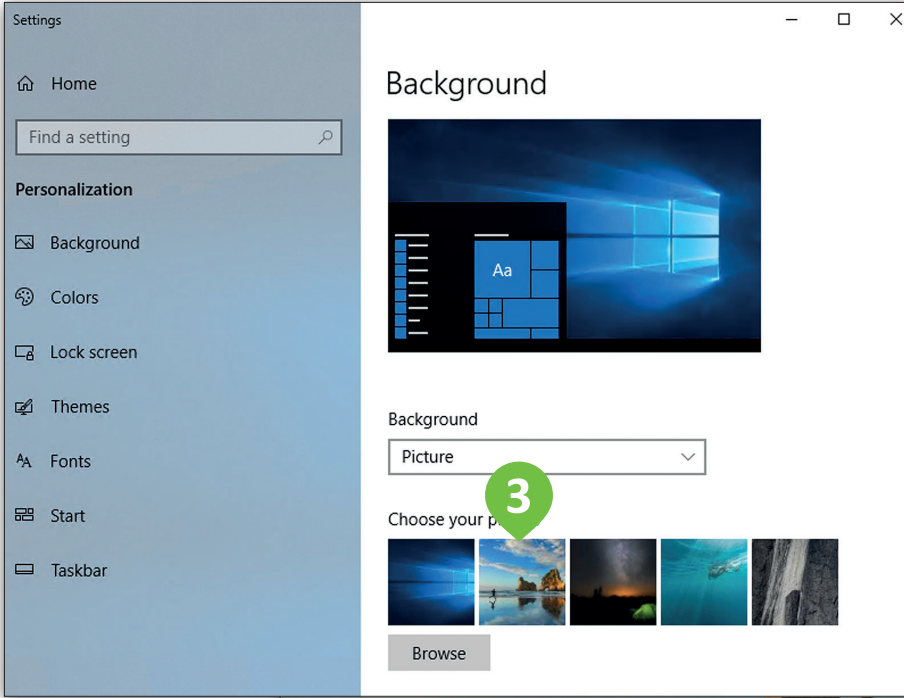 Settings
Home
Find a setting
Personalization
Background
Colors
Lock screen
Themes
Fonts
Start
Taskbar
Background
Aa
Background
Picture
3
Choose your
Browse